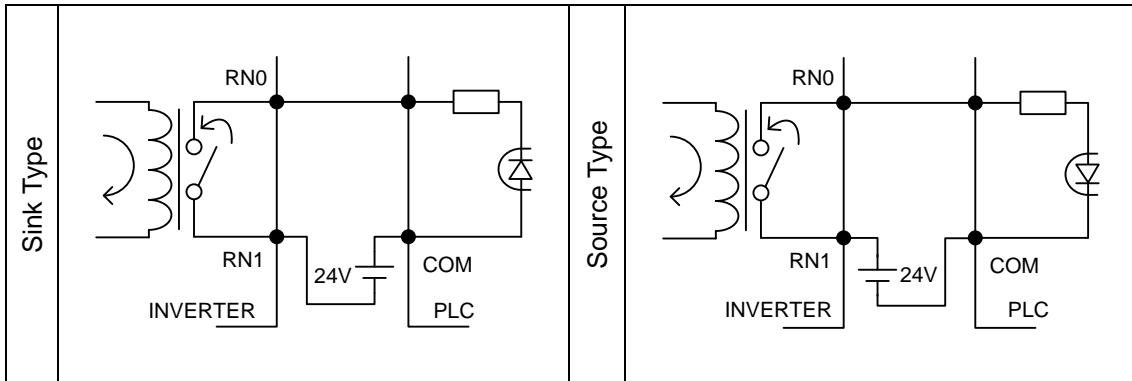 Sink Type
RN0
RN1
24V
COM
INVERTER
PLC
Source Type
RN0
RN1
24V
COM
INVERTER
PLC